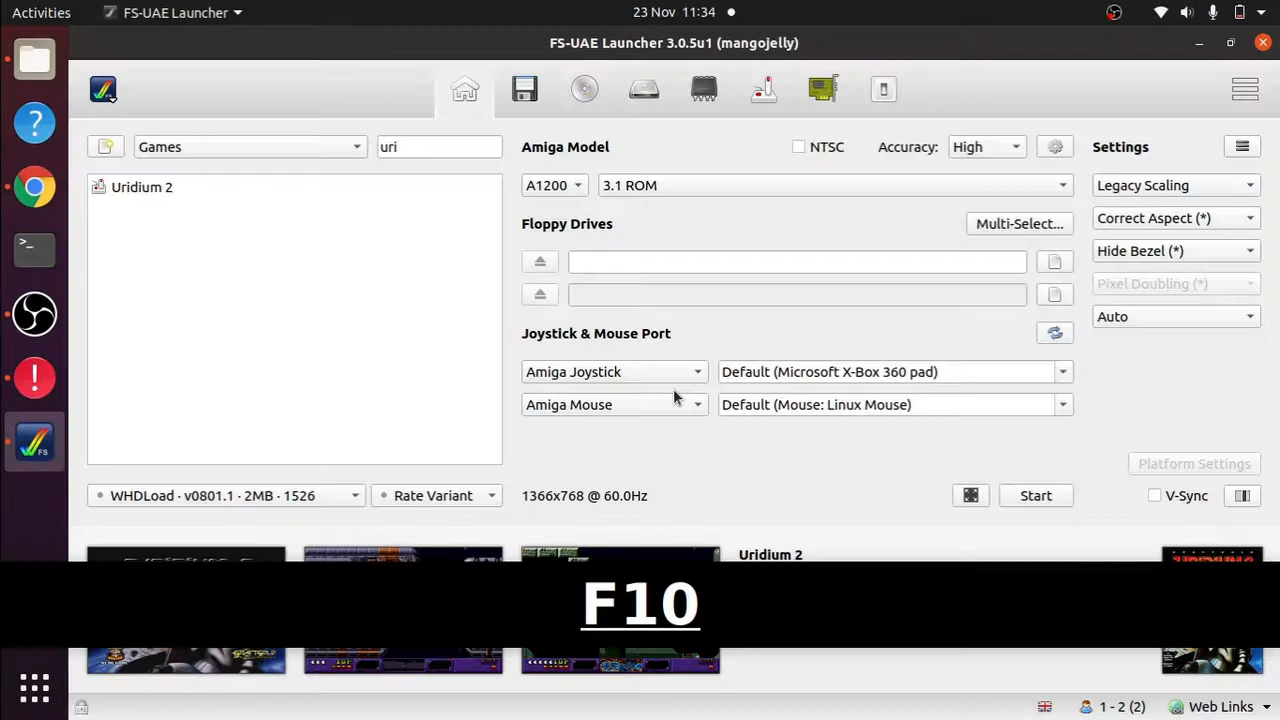 Activities
FS-UAE Launcher
23 Nov 11:34
FS-UAE Launcher 3.0.5u1 (mangojelly)
Games
uri
Uridium 2
WHDLoad · v0801.1 · 2MB · 1526
Rate Variant
Amiga Model
NTSC
Accuracy:
High
A1200
3.1 ROM
Floppy Drives
Multi-Select...
Joystick & Mouse Port
Amiga Joystick
Default (Microsoft X-Box 360 pad)
Amiga Mouse
Default (Mouse: Linux Mouse)
1366x768 @ 60.0Hz
Start
Settings
Legacy Scaling
Correct Aspect (*)
Hide Bezel (*)
Pixel Doubling (*)
Auto
Platform Settings
V-Sync
Uridium 2
F10
1 - 2 (2)
Web Links